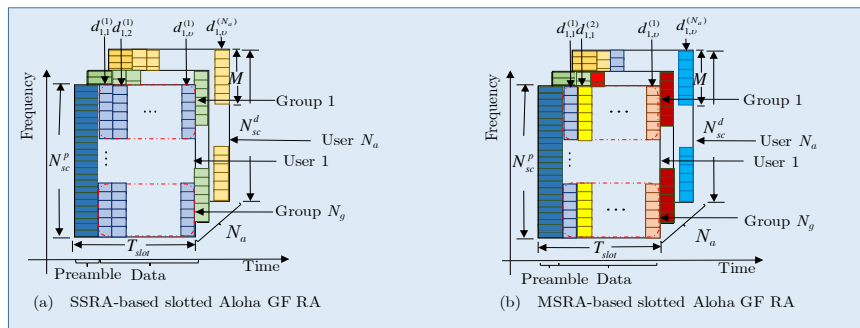 d_{1,1}^{(1)} d_{1,2}^{(1)} d_{1,υ}^{(1)} d_{1,υ}^{(N_a)}
Frequency
M
N_{sc}^{p}
...
Group 1
N_{sc}^{d}
User N_a
User 1
...
Group N_g
T_{slot}
N_a
Time
Preamble Data
(a) SSRA-based slotted Aloha GF RA
d_{1,1}^{(1)} d_{1,1}^{(2)} d_{1,υ}^{(1)} d_{1,υ}^{(N_a)}
Frequency
M
N_{sc}^{p}
...
Group 1
N_{sc}^{d}
User N_a
User 1
...
...
Group N_g
T_{slot}
N_a
Time
Preamble Data
(b) MSRA-based slotted Aloha GF RA